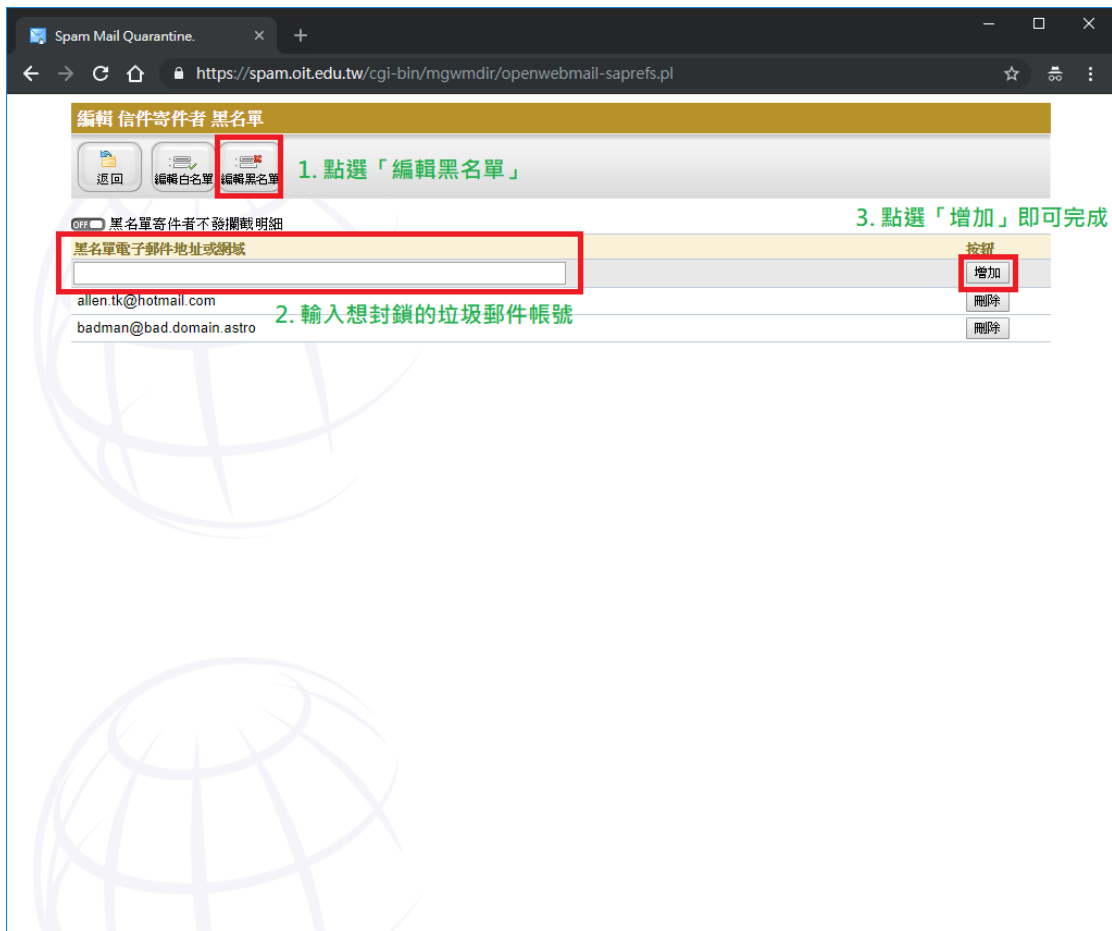 Spam Mail Quarantine.
https://spam.oit.edu.tw/cgi-bin/mgwmdir/openwebmail-saprefs.pl
編輯 信件寄件者 黑名單
返回 編輯白名單 編輯黑名單 1. 點選「編輯黑名單」
OFF 黑名單寄件者不發攔截明細
3. 點選「增加」即可完成
黑名單電子郵件地址或網域 按鈕
增加
allen.tk@hotmail.com 刪除
2. 輸入想封鎖的垃圾郵件帳號
badman@bad.domain.astro 刪除